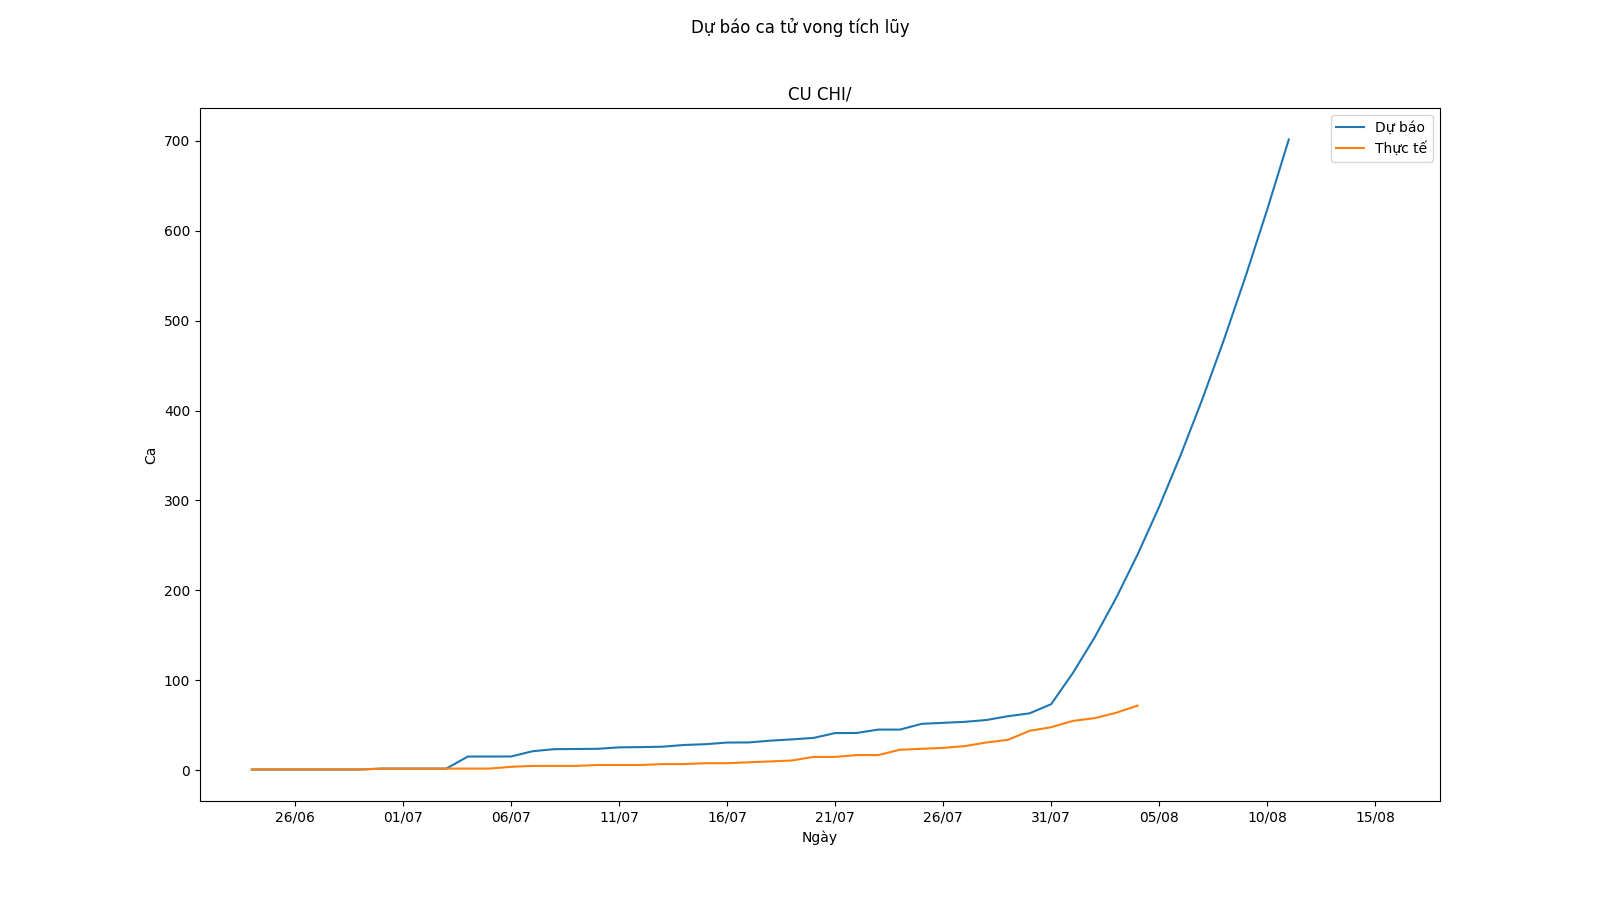 Dự báo ca tử vong tích lũy
CU CHI/
Dự báo
Thực tế
700
600
500
400
300
200
100
0
Ca
26/06 01/07 06/07 11/07 16/07 21/07 26/07 31/07 05/08 10/08 15/08
Ngày